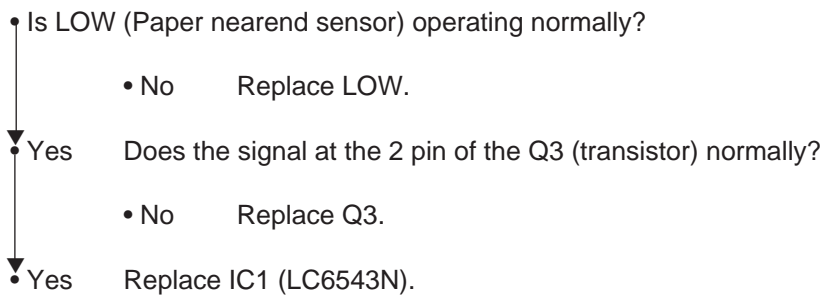 • Is LOW (Paper nearend sensor) operating normally?
• No Replace LOW.
• Yes Does the signal at the 2 pin of the Q3 (transistor) normally?
• No Replace Q3.
• Yes Replace IC1 (LC6543N).